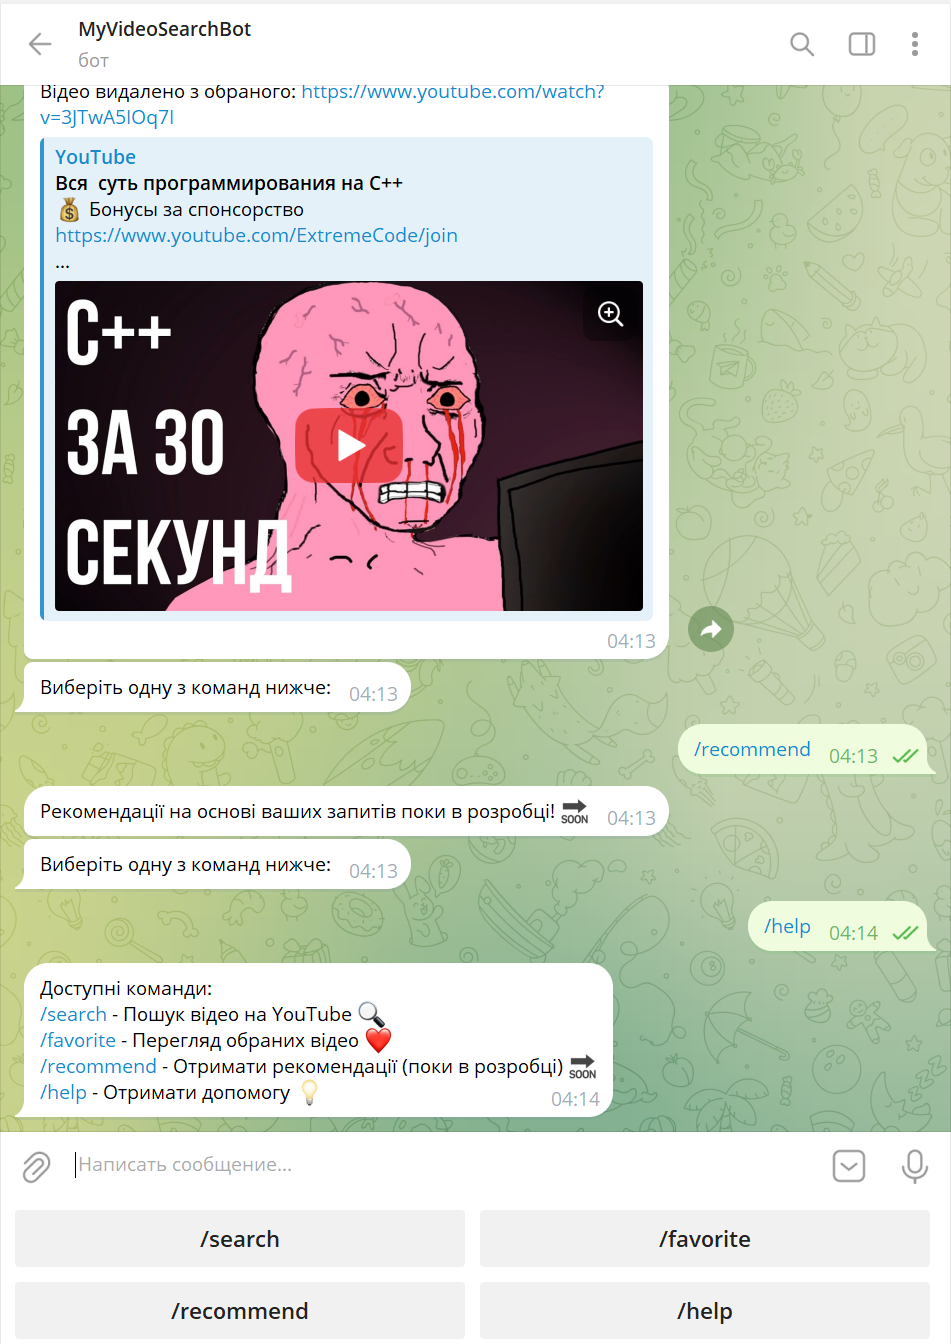 MyVideoSearchBot
бот
Відео видалено з обраного: https://www.youtube.com/watch?
v=3JTwA5lOq7I
YouTube
Вся суть программирования на C++
💰 Бонусы за спонсорство
https://www.youtube.com/ExtremeCode/join
...
C++
ЗА 30
СЕКУНД
04:13
Виберіть одну з команд нижче: 04:13
/recommend 04:13
Рекомендації на основі ваших запитів поки в розробці! 🔜 04:13
Виберіть одну з команд нижче: 04:13
/help 04:14
Доступні команди:
/search - Пошук відео на YouTube 🔍
/favorite - Перегляд обраних відео ❤️
/recommend - Отримати рекомендації (поки в розробці) 🔜
/help - Отримати допомогу 💡
04:14
Написать сообщение...
/search /favorite
/recommend /help